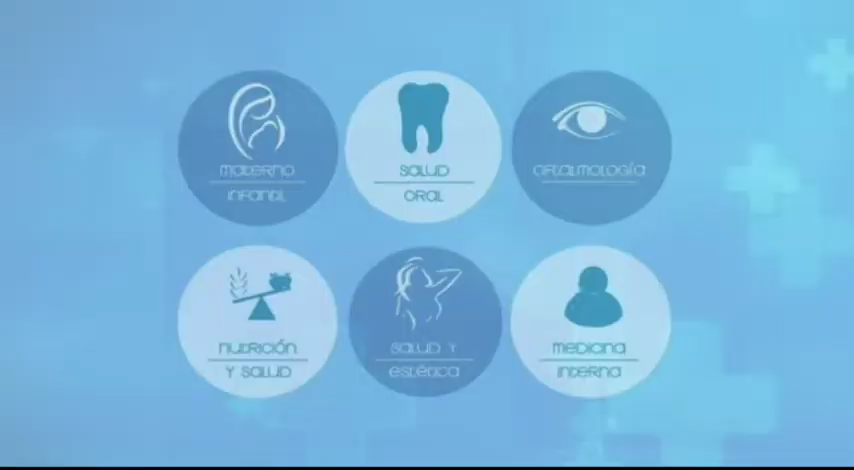 MATERNO
INFANTIL
SALUD
ORAL
OFTALMOLOGÍA
NUTRICIÓN
Y SALUD
SALUD Y
ESTÉTICA
MEDICINA
INTERNA